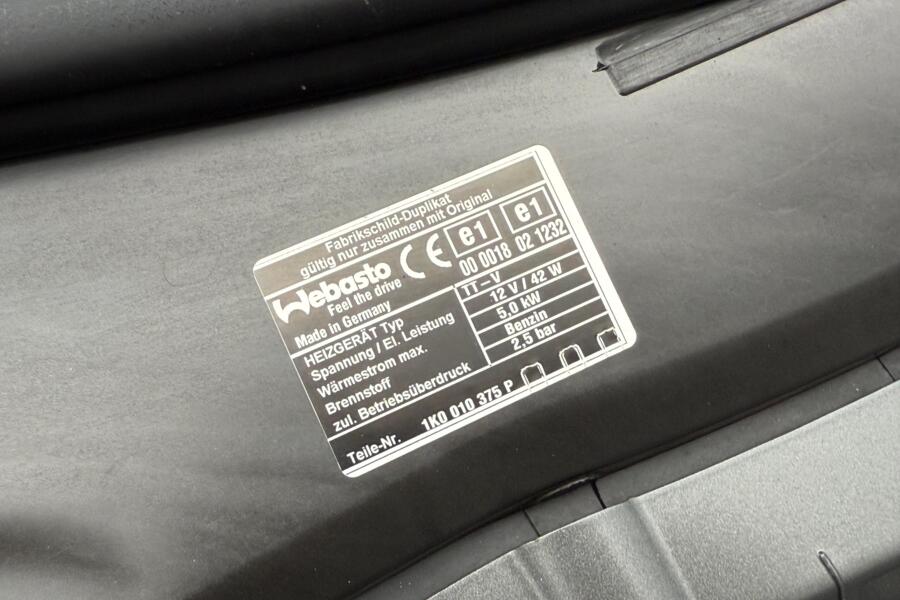 Fabrikschild-Duplikat
gültig nur zusammen mit Original
Webasto
Feel the drive
Made in Germany
CE e1 e1
00 0018 02 1232
HEIZGERÄT Typ TT-V
Spannung / El. Leistung 12 V / 42 W
Wärmestrom max. 5,0 kW
Brennstoff Benzin
zul. Betriebsüberdruck 2,5 bar
Teile-Nr. 1K0 010 375 P